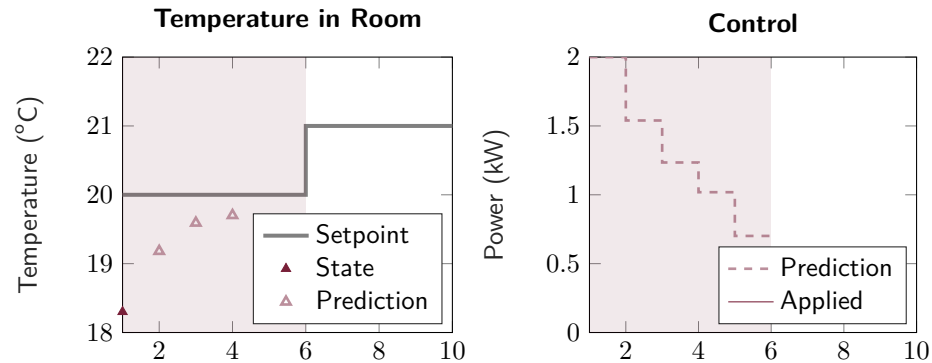 Temperature in Room
Temperature (°C)
22
21
20
19
18
2 4 6 8 10
Setpoint
State
Prediction
Control
Power (kW)
2
1.5
1
0.5
0
2 4 6 8 10
Prediction
Applied